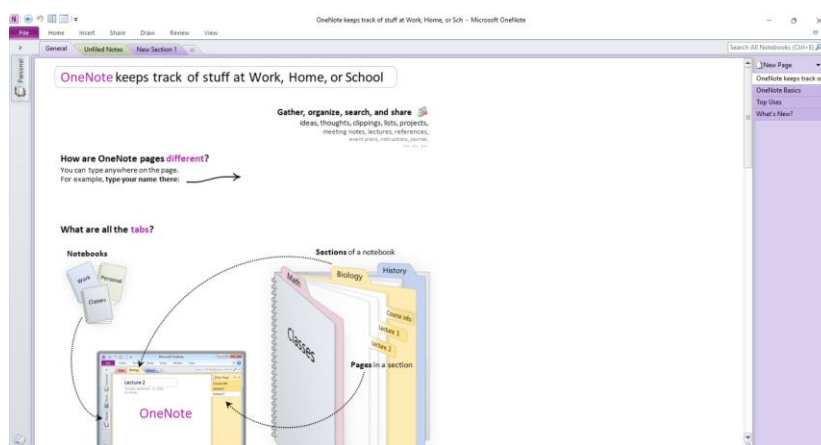 OneNote keeps track of stuff at Work, Home, or Sch - Microsoft OneNote
File Home Insert Share Draw Review View
General Unfiled Notes New Section 1
Search All Notebooks (Ctrl+E)
Personal
New Page
OneNote keeps track of
OneNote Basics
Top Uses
What's New?
OneNote keeps track of stuff at Work, Home, or School
Gather, organize, search, and share
ideas, thoughts, clippings, lists, projects,
meeting notes, lectures, references,
event plans, instructions, journal,
How are OneNote pages different?
You can type anywhere on the page.
For example, type your name there:
What are all the tabs?
Notebooks
Work
Personal
Classes
Sections of a notebook
Math
Biology
History
Classes
Course info
Lecture 1
Lecture 2
Pages in a section
Lecture 2
OneNote